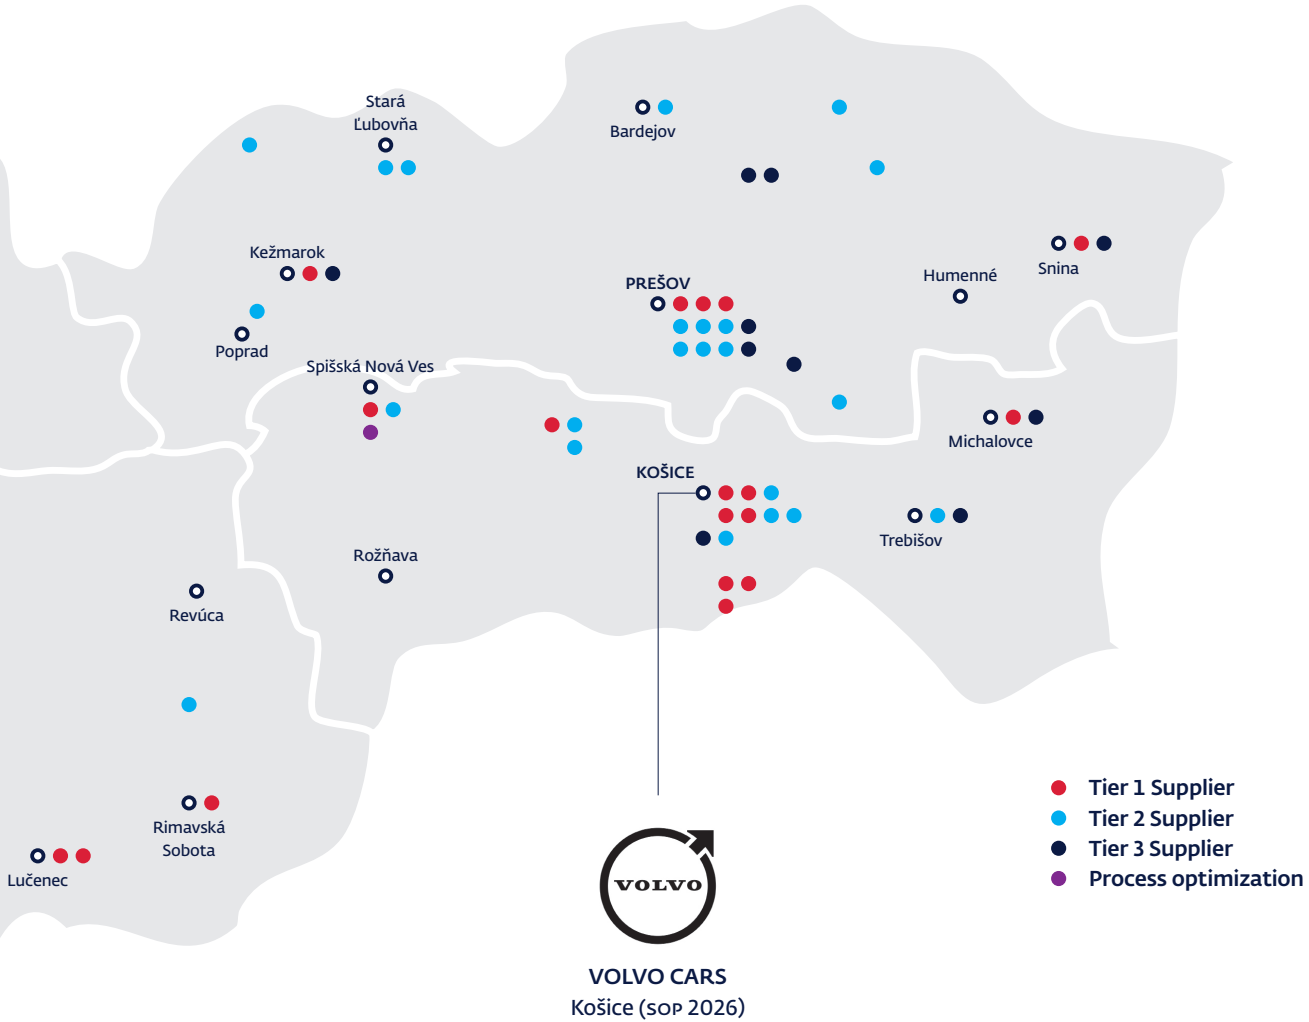 Stará
Ľubovňa
Bardejov
Kežmarok
Snina
Humenné
PREŠOV
Poprad
Spišská Nová Ves
Michalovce
KOŠICE
Trebišov
Rožňava
Revúca
Rimavská
Sobota
Lučenec
Tier 1 Supplier
Tier 2 Supplier
Tier 3 Supplier
Process optimization
VOLVO
VOLVO CARS
Košice (SOP 2026)